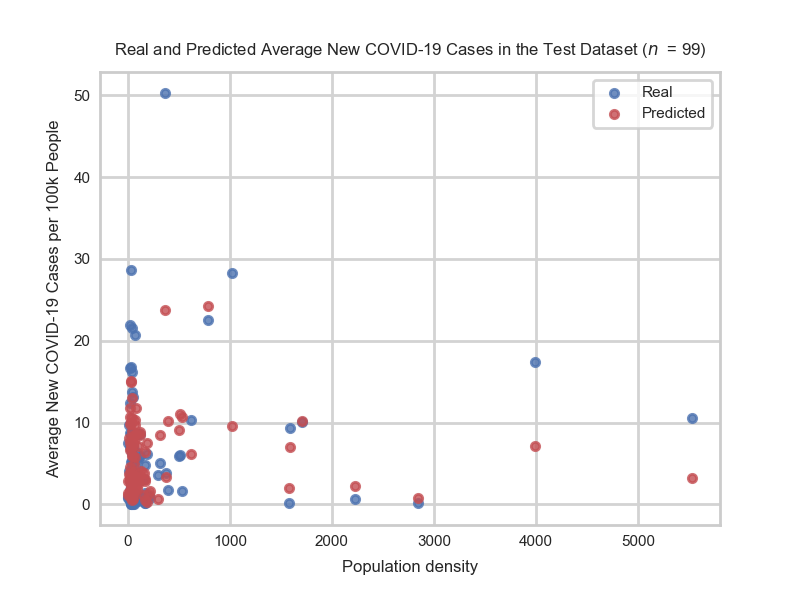 Real and Predicted Average New COVID-19 Cases in the Test Dataset (n = 99)
Real
Predicted
Average New COVID-19 Cases per 100k People
50
40
30
20
10
0
0 1000 2000 3000 4000 5000
Population density